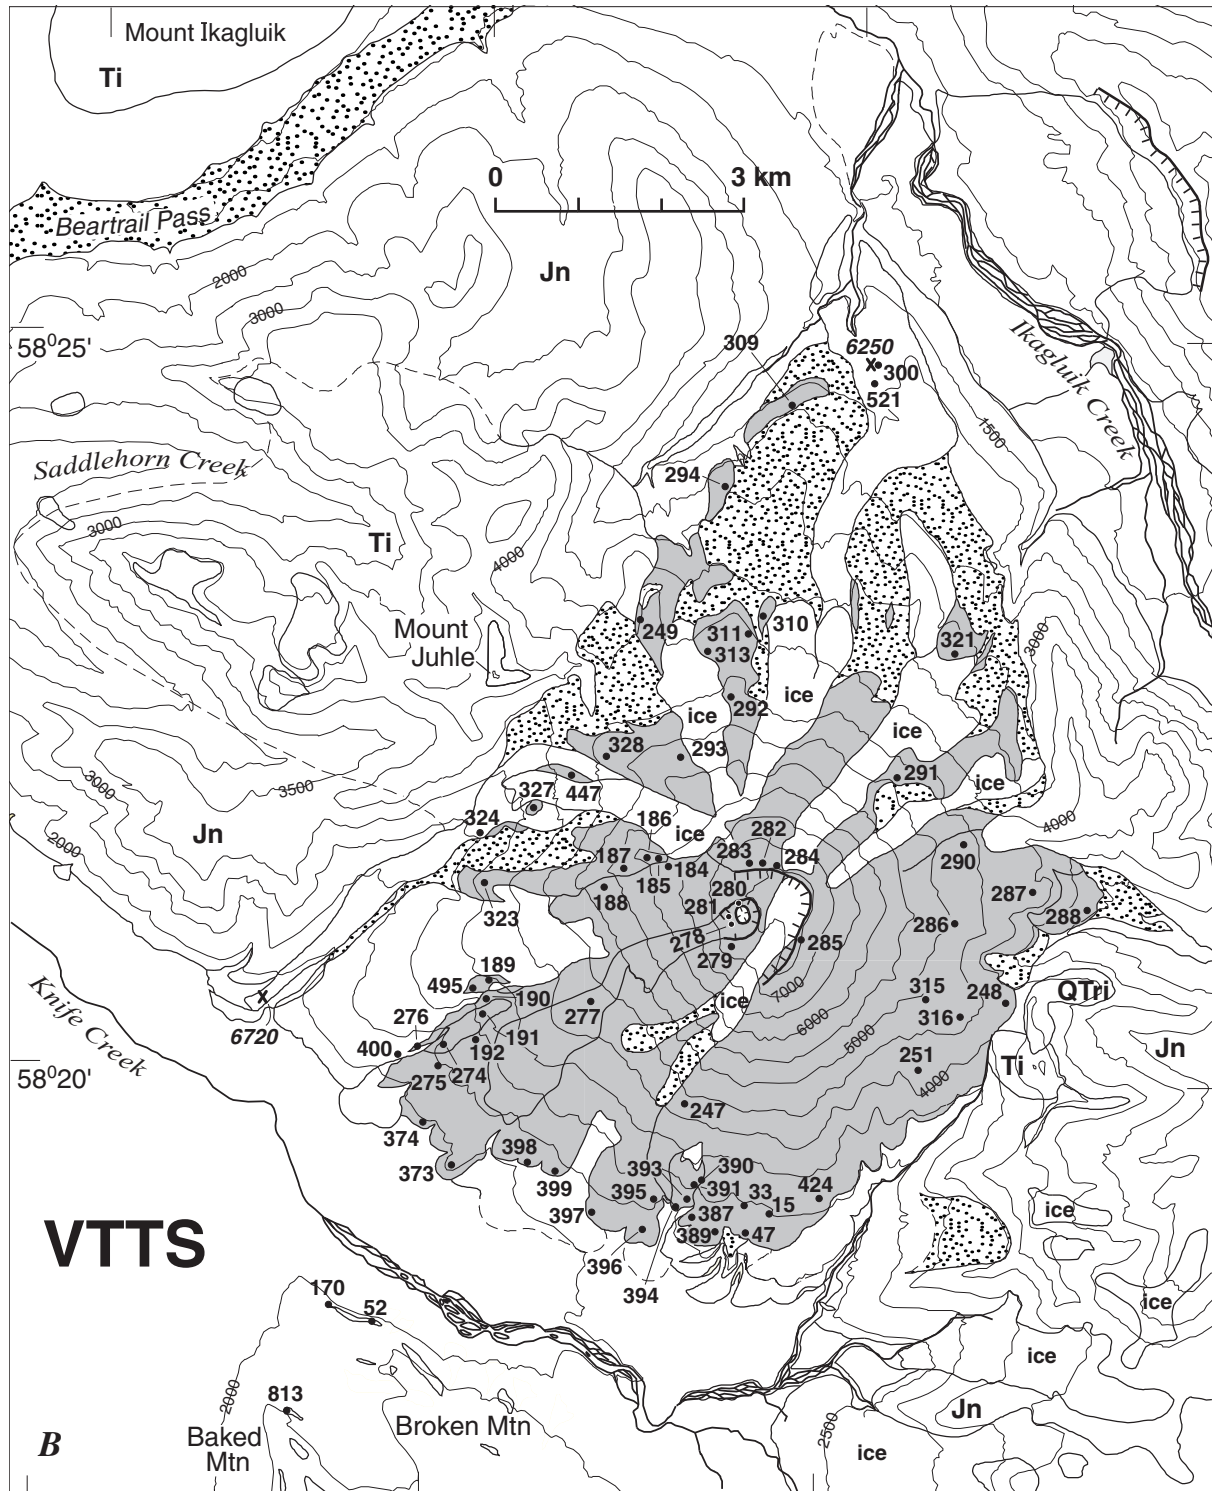 Mount Ikagluik
Ti
0 3 km
Beartrail Pass
Jn
2000
3000
58⁰25'
309
6250
X
300
521
Ikagluik Creek
1500
Saddlehorn Creek
294
3000
Ti
4000
Mount
Juhle
249
311
310
313
321
3000
ice
292
ice
ice
328
293
291
ice
3000
3500
327
447
324
186
ice
282
4000
2000
Jn
187
283
284
290
184
185
280
287
323
188
281
286
288
278
285
279
189
7000
495
190
ice
315
248
QTri
Knife Creek
X
6720
276
277
6000
316
191
5000
400
192
251
Jn
58⁰20'
275
274
4000
Ti
247
374
398
393
390
373
399
395
391
33
424
15
397
387
389
47
ice
VTTS
396
394
170
52
ice
ice
813
2000
Broken Mtn
Jn
Baked
Mtn
2500
ice
B